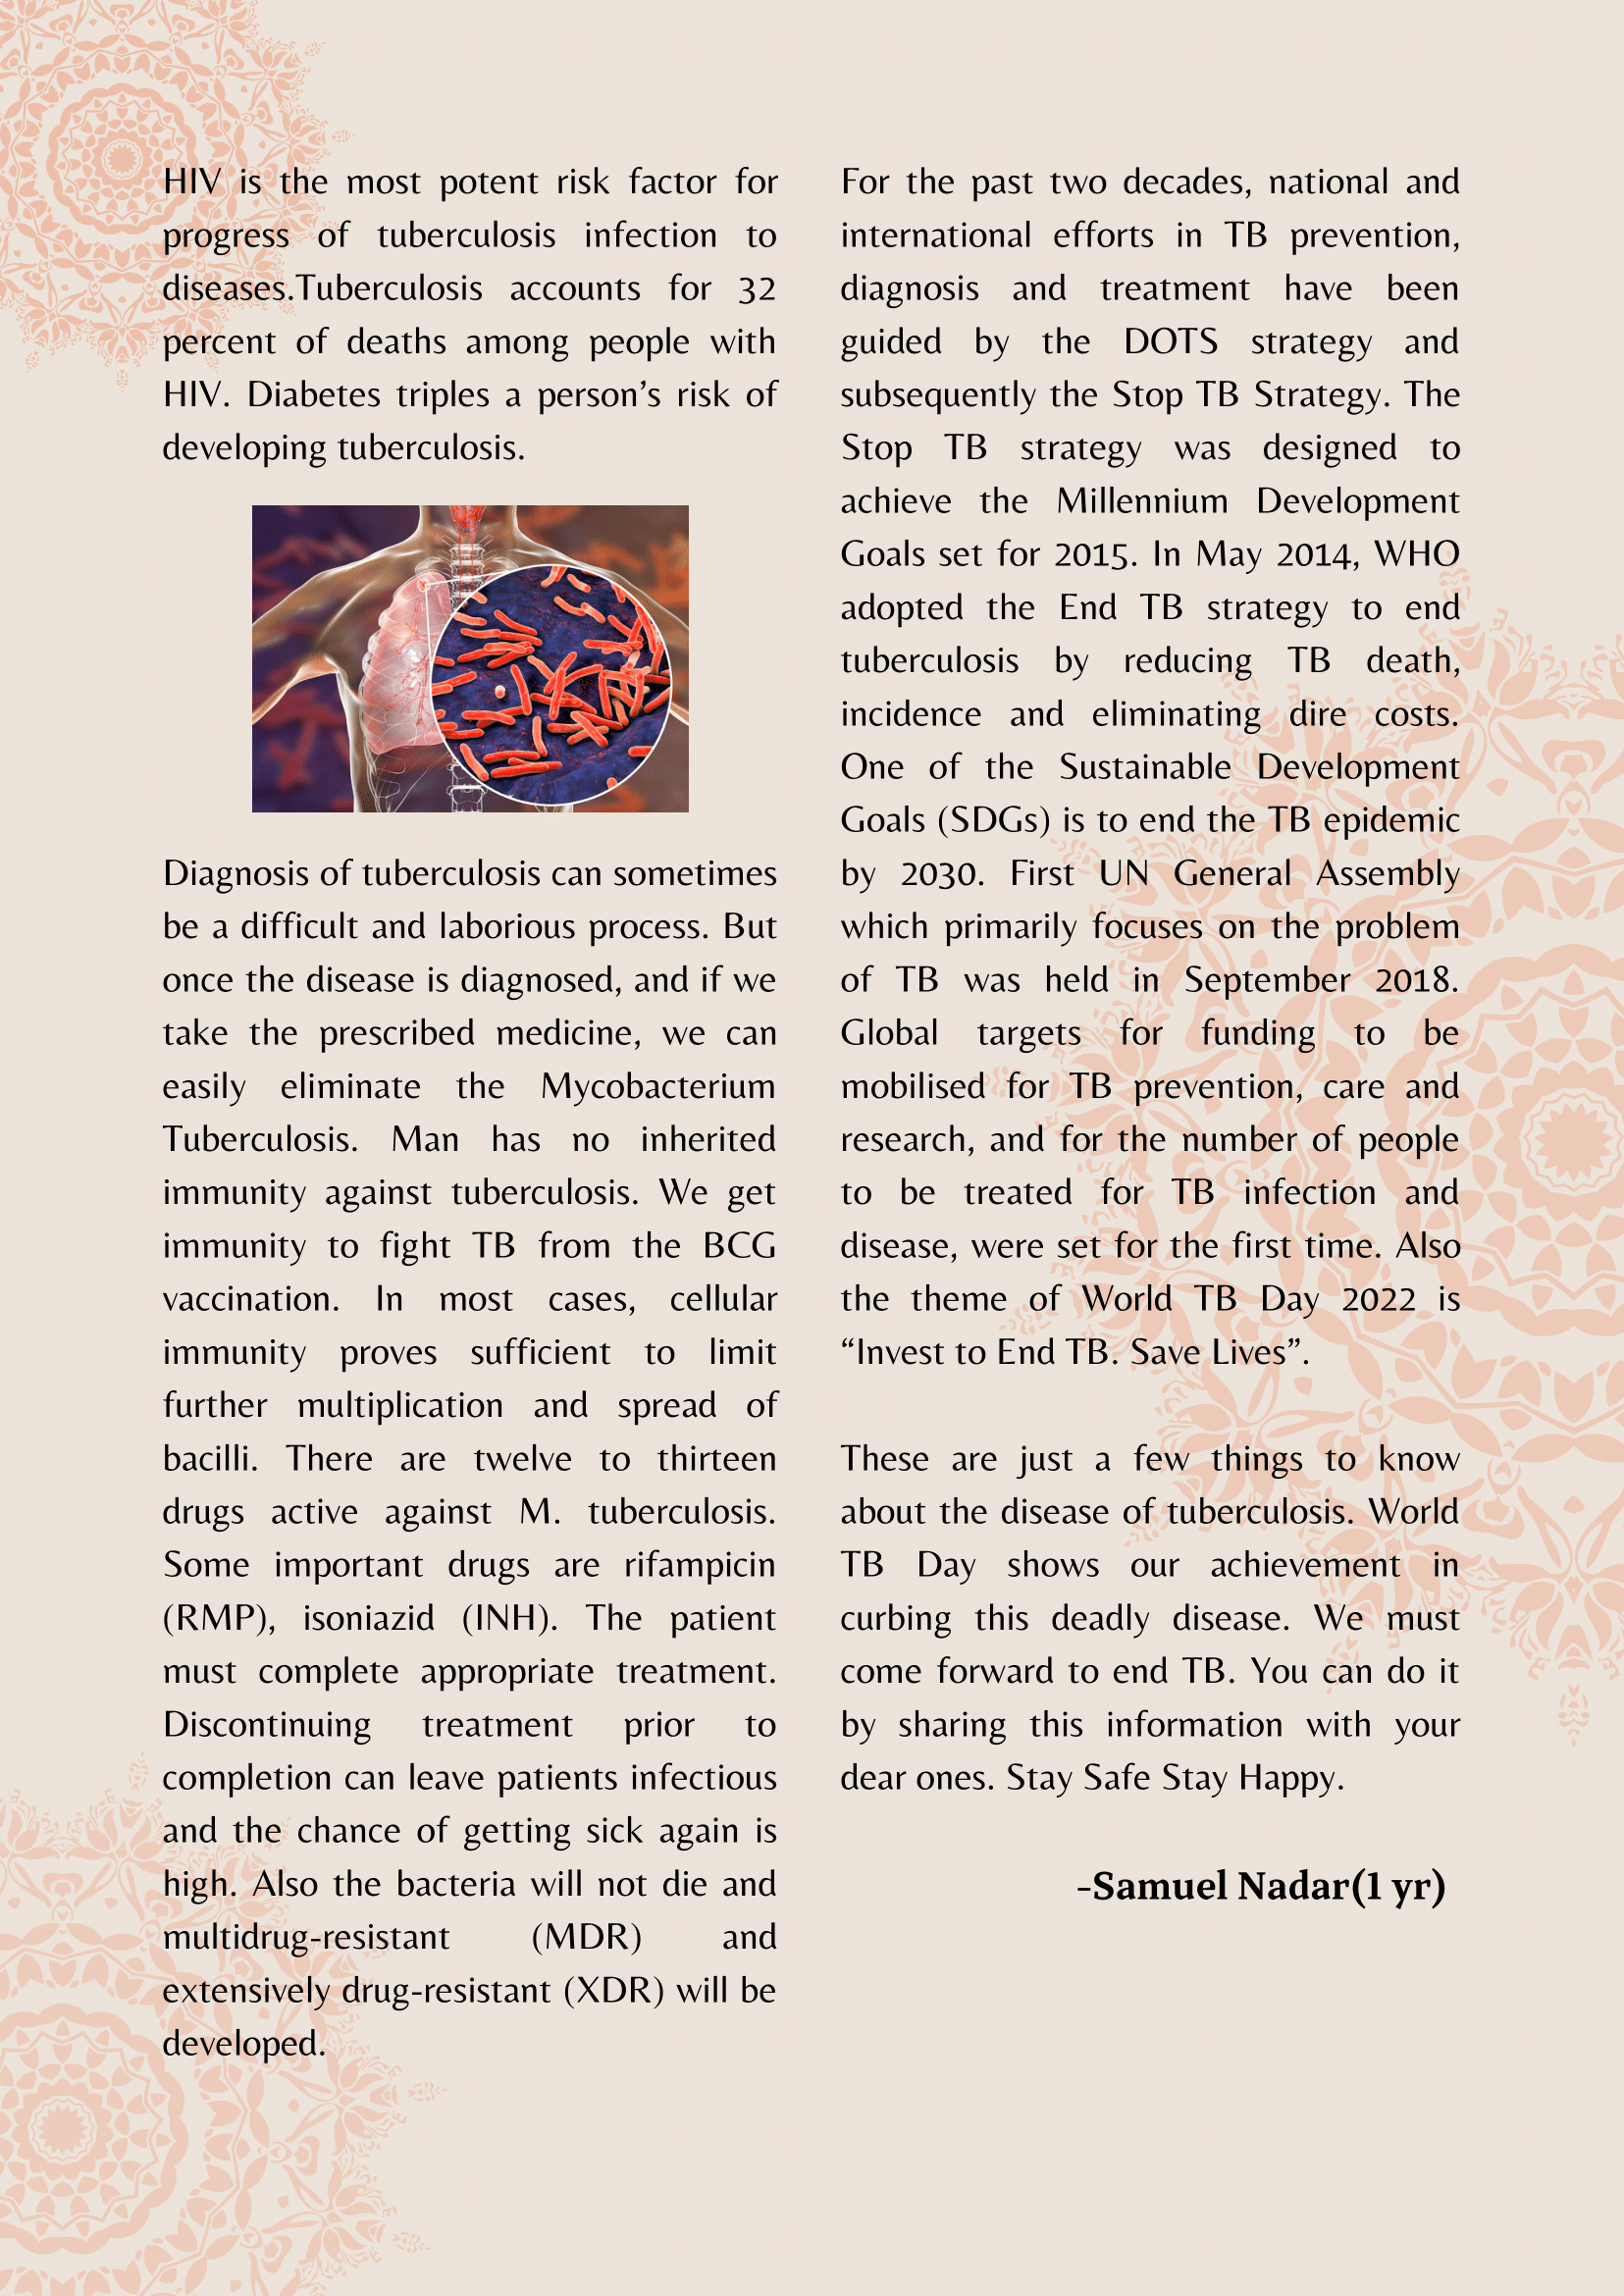 HIV is the most potent risk factor for
progress of tuberculosis infection to
diseases.Tuberculosis accounts for 32
percent of deaths among people with
HIV. Diabetes triples a person’s risk of
developing tuberculosis.
Diagnosis of tuberculosis can sometimes
be a difficult and laborious process. But
once the disease is diagnosed, and if we
take the prescribed medicine, we can
easily eliminate the Mycobacterium
Tuberculosis. Man has no inherited
immunity against tuberculosis. We get
immunity to fight TB from the BCG
vaccination. In most cases, cellular
immunity proves sufficient to limit
further multiplication and spread of
bacilli. There are twelve to thirteen
drugs active against M. tuberculosis.
Some important drugs are rifampicin
(RMP), isoniazid (INH). The patient
must complete appropriate treatment.
Discontinuing treatment prior to
completion can leave patients infectious
and the chance of getting sick again is
high. Also the bacteria will not die and
multidrug-resistant (MDR) and
extensively drug-resistant (XDR) will be
developed.
For the past two decades, national and
international efforts in TB prevention,
diagnosis and treatment have been
guided by the DOTS strategy and
subsequently the Stop TB Strategy. The
Stop TB strategy was designed to
achieve the Millennium Development
Goals set for 2015. In May 2014, WHO
adopted the End TB strategy to end
tuberculosis by reducing TB death,
incidence and eliminating dire costs.
One of the Sustainable Development
Goals (SDGs) is to end the TB epidemic
by 2030. First UN General Assembly
which primarily focuses on the problem
of TB was held in September 2018.
Global targets for funding to be
mobilised for TB prevention, care and
research, and for the number of people
to be treated for TB infection and
disease, were set for the first time. Also
the theme of World TB Day 2022 is
“Invest to End TB. Save Lives”.
These are just a few things to know
about the disease of tuberculosis. World
TB Day shows our achievement in
curbing this deadly disease. We must
come forward to end TB. You can do it
by sharing this information with your
dear ones. Stay Safe Stay Happy.
-Samuel Nadar(1 yr)